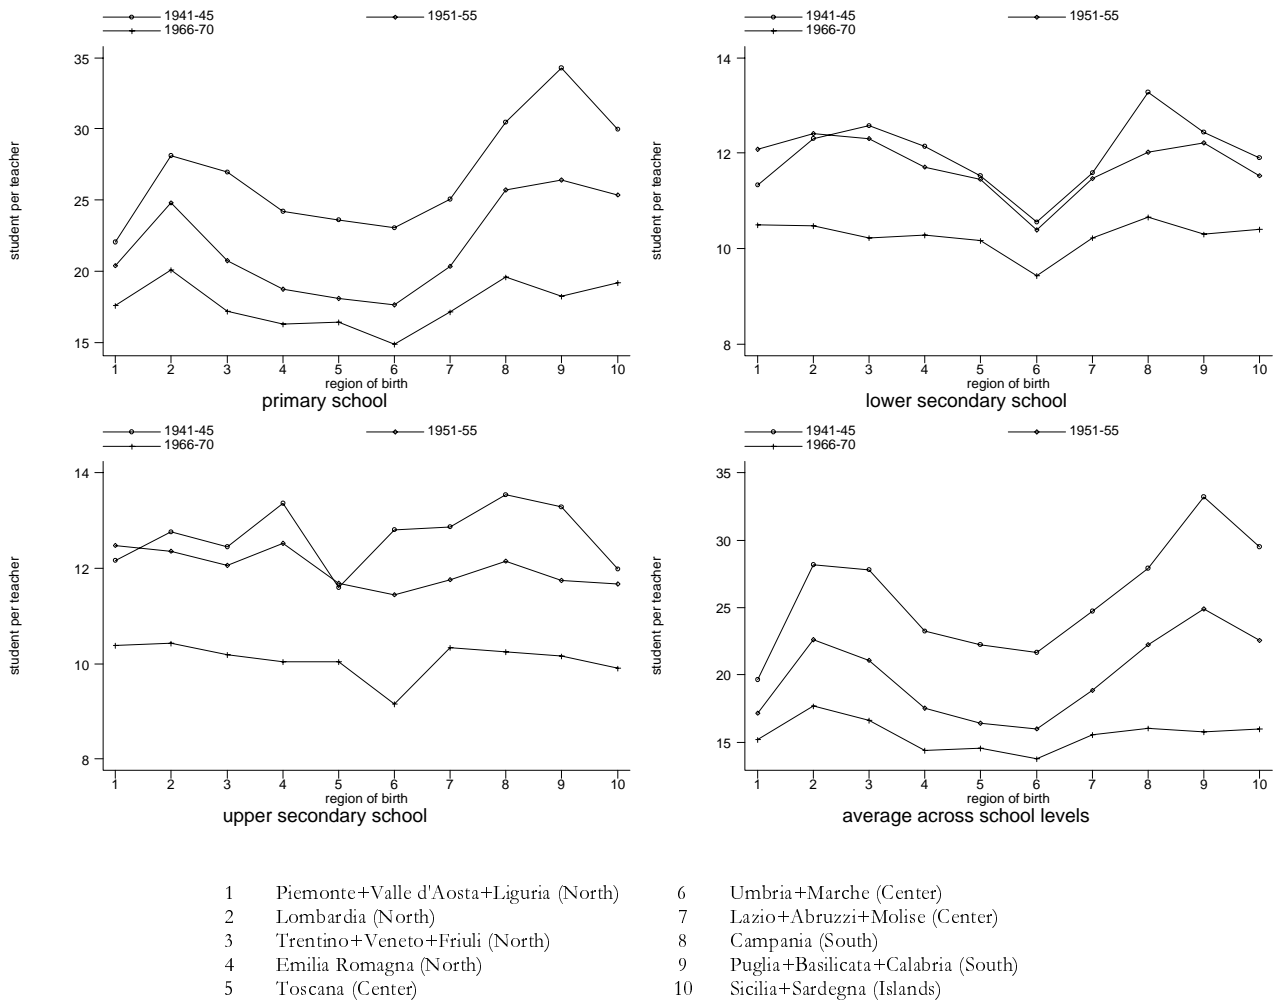 1941-45 1951-55
1966-70
35
30
25
20
15
student per teacher
1 2 3 4 5 6 7 8 9 10
region of birth
primary school
1941-45 1951-55
1966-70
14
12
10
8
student per teacher
1 2 3 4 5 6 7 8 9 10
region of birth
lower secondary school
1941-45 1951-55
1966-70
14
12
10
8
student per teacher
1 2 3 4 5 6 7 8 9 10
region of birth
upper secondary school
1941-45 1951-55
1966-70
35
30
25
20
15
student per teacher
1 2 3 4 5 6 7 8 9 10
region of birth
average across school levels
1 Piemonte+Valle d'Aosta+Liguria (North)
2 Lombardia (North)
3 Trentino+Veneto+Friuli (North)
4 Emilia Romagna (North)
5 Toscana (Center)
6 Umbria+Marche (Center)
7 Lazio+Abruzzi+Molise (Center)
8 Campania (South)
9 Puglia+Basilicata+Calabria (South)
10 Sicilia+Sardegna (Islands)